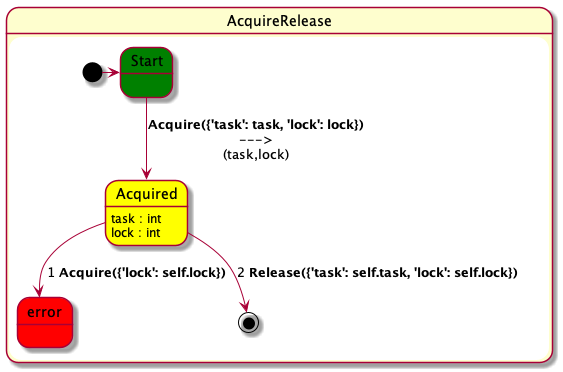 AcquireRelease
Start
Acquire({'task': task, 'lock': lock})
--->
(task,lock)
Acquired
task : int
lock : int
1 Acquire({'lock': self.lock})
2 Release({'task': self.task, 'lock': self.lock})
error